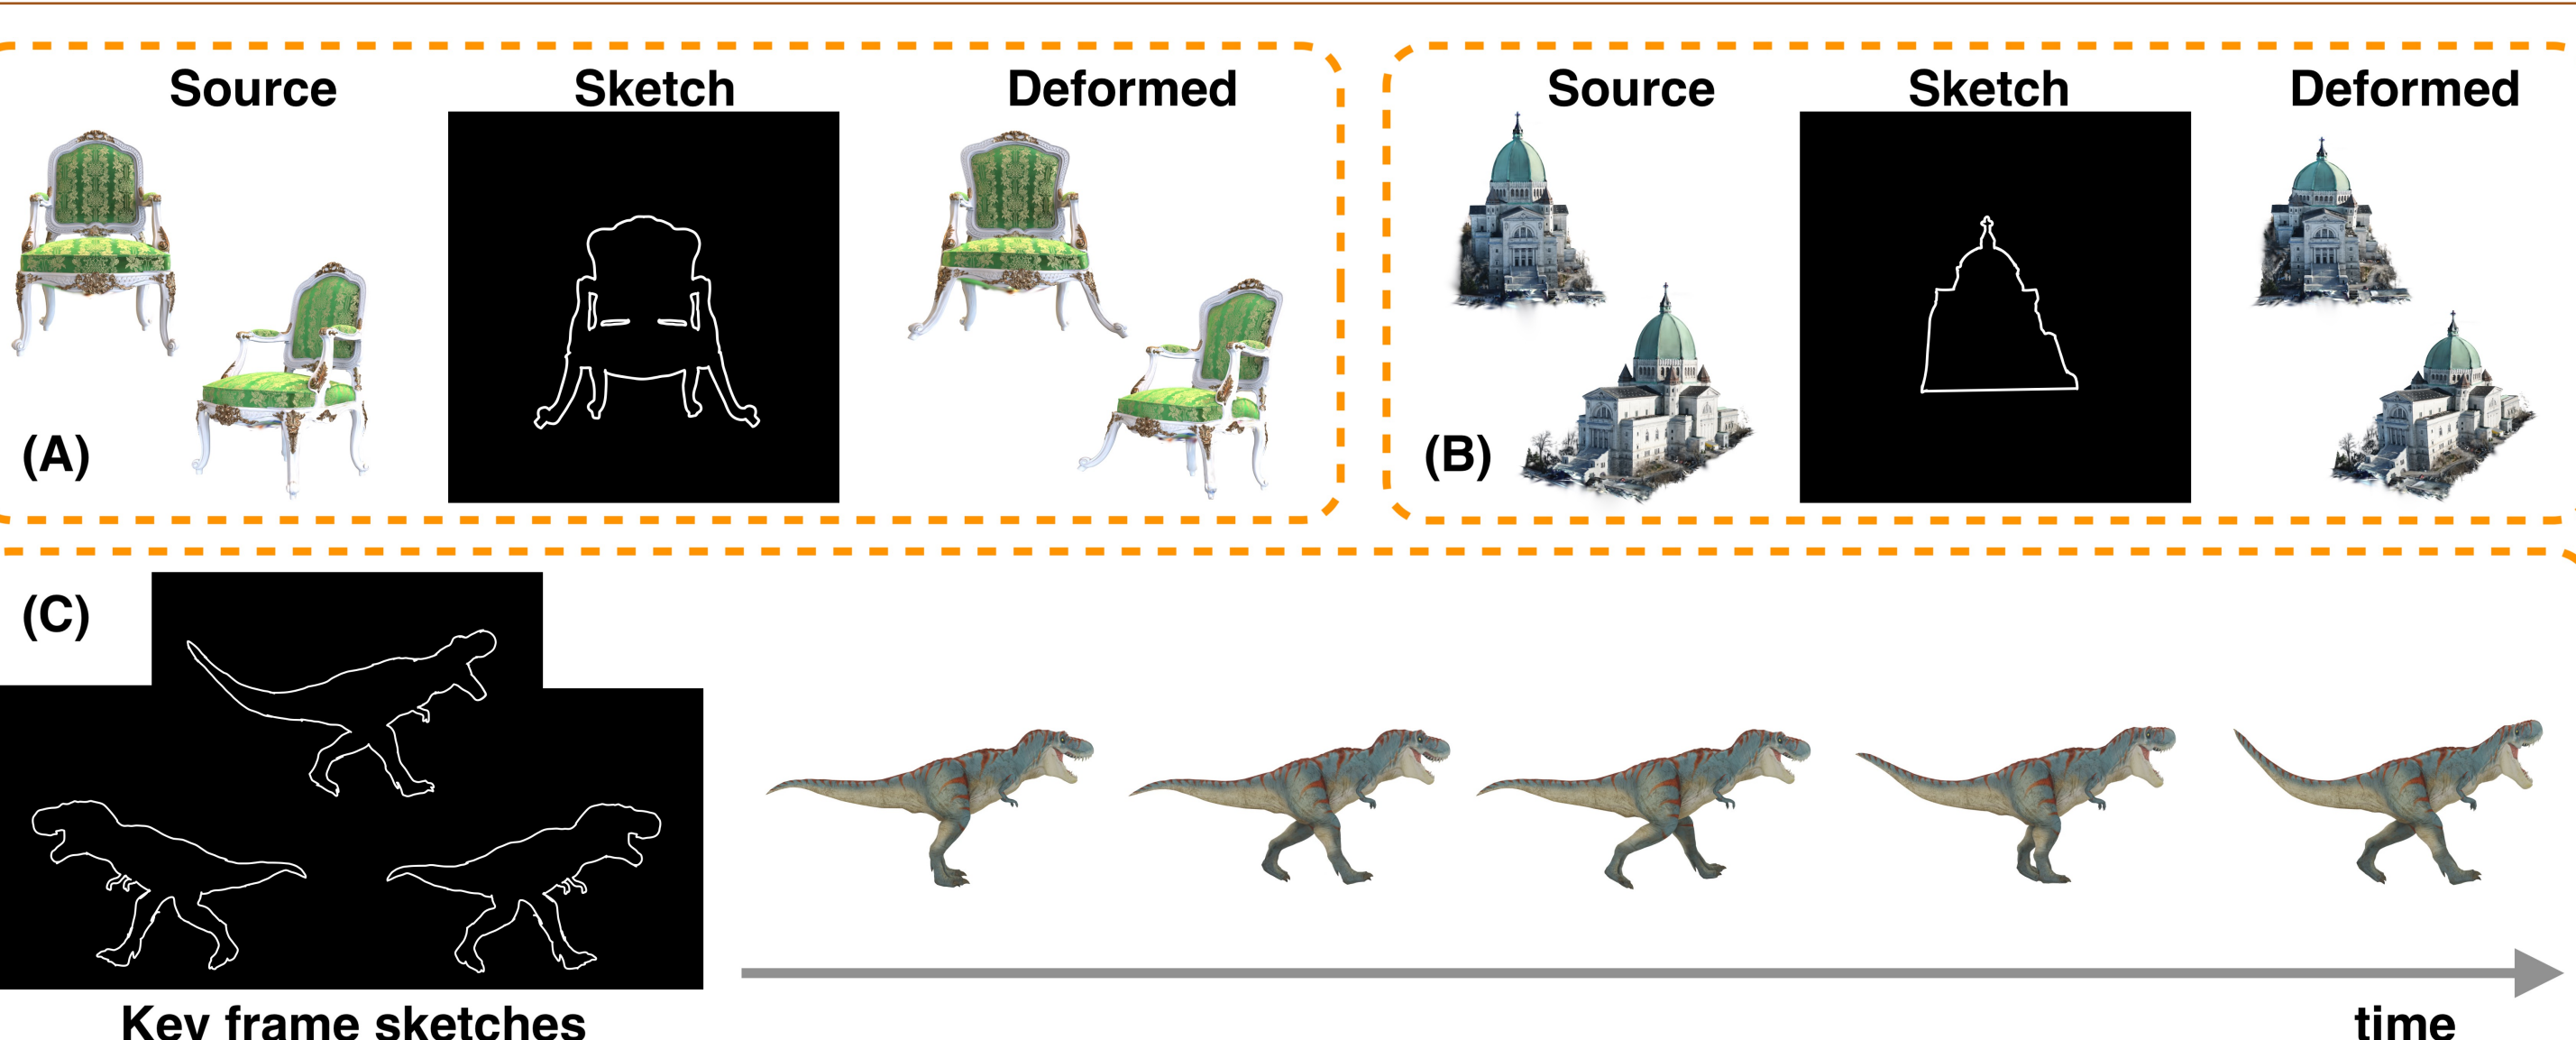 Source Sketch Deformed
(A)
Source Sketch Deformed
(B)
(C)
Key frame sketches
time